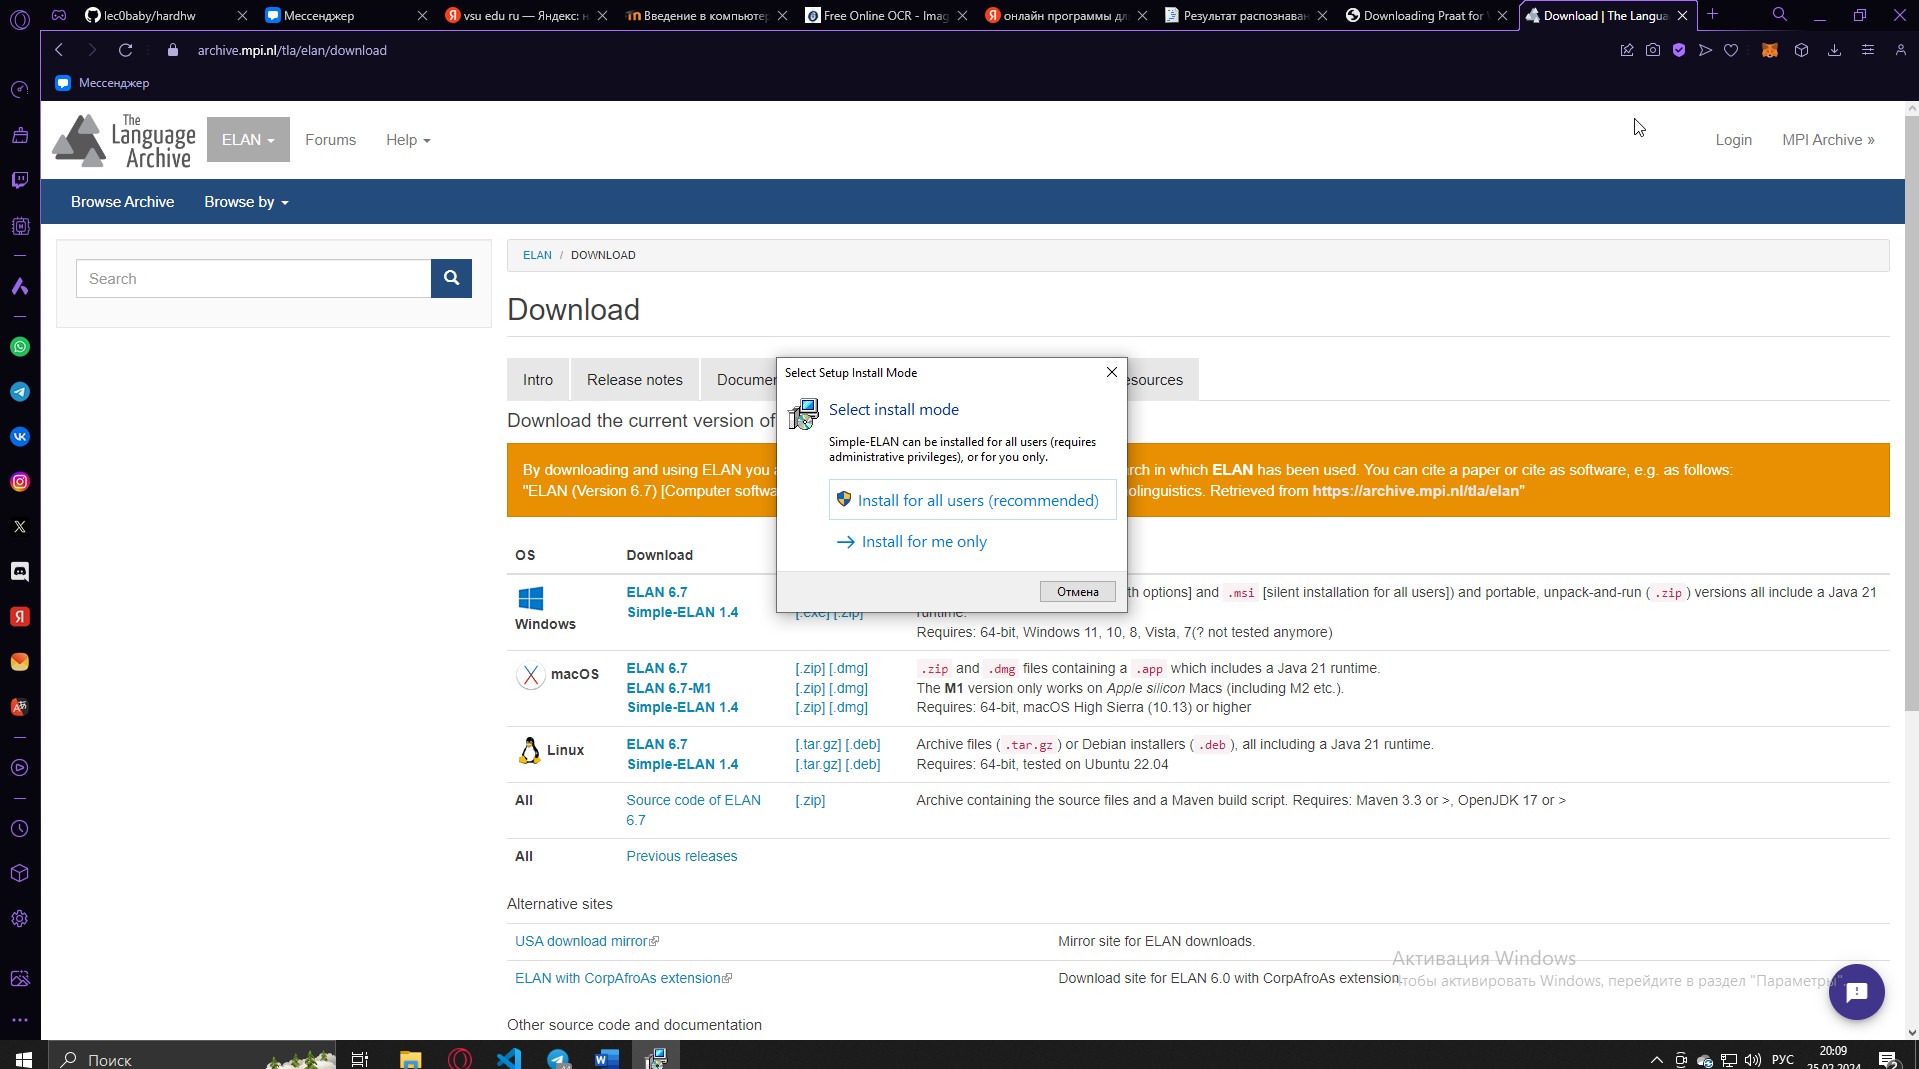 lec0baby/hardhw
Мессенджер
vsu edu ru — Яндекс: н
Введение в компьютер
Free Online OCR - Imag
онлайн программы дл
Результат распознаван
Downloading Praat for
Download | The Langua
archive.mpi.nl/tla/elan/download
Мессенджер
The
Language
Archive
ELAN
Forums
Help
Login
MPI Archive »
Browse Archive
Browse by
Search
ELAN / DOWNLOAD
Download
Intro
Release notes
Documen
esources
Download the current version of
By downloading and using ELAN you
rch in which ELAN has been used. You can cite a paper or cite as software, e.g. as follows:
"ELAN (Version 6.7) [Computer softwa
olinguistics. Retrieved from https://archive.mpi.nl/tla/elan"
Select Setup Install Mode
Select install mode
Simple-ELAN can be installed for all users (requires
administrative privileges), or for you only.
Install for all users (recommended)
Install for me only
Отмена
OS
Download
Windows
ELAN 6.7
Simple-ELAN 1.4
[.exe] [.zip]
th options] and .msi [silent installation for all users]) and portable, unpack-and-run ( .zip ) versions all include a Java 21
runtime.
Requires: 64-bit, Windows 11, 10, 8, Vista, 7(? not tested anymore)
macOS
ELAN 6.7
ELAN 6.7-M1
Simple-ELAN 1.4
[.zip] [.dmg]
[.zip] [.dmg]
[.zip] [.dmg]
.zip and .dmg files containing a .app which includes a Java 21 runtime.
The M1 version only works on Apple silicon Macs (including M2 etc.).
Requires: 64-bit, macOS High Sierra (10.13) or higher
Linux
ELAN 6.7
Simple-ELAN 1.4
[.tar.gz] [.deb]
[.tar.gz] [.deb]
Archive files ( .tar.gz ) or Debian installers ( .deb ), all including a Java 21 runtime.
Requires: 64-bit, tested on Ubuntu 22.04
All
Source code of ELAN
6.7
[.zip]
Archive containing the source files and a Maven build script. Requires: Maven 3.3 or >, OpenJDK 17 or >
All
Previous releases
Alternative sites
USA download mirror
Mirror site for ELAN downloads.
ELAN with CorpAfroAs extension
Download site for ELAN 6.0 with CorpAfroAs extension.
Other source code and documentation
Активация Windows
Чтобы активировать Windows, перейдите в раздел "Параметры".
Поиск
РУС
20:09
25.02.2024